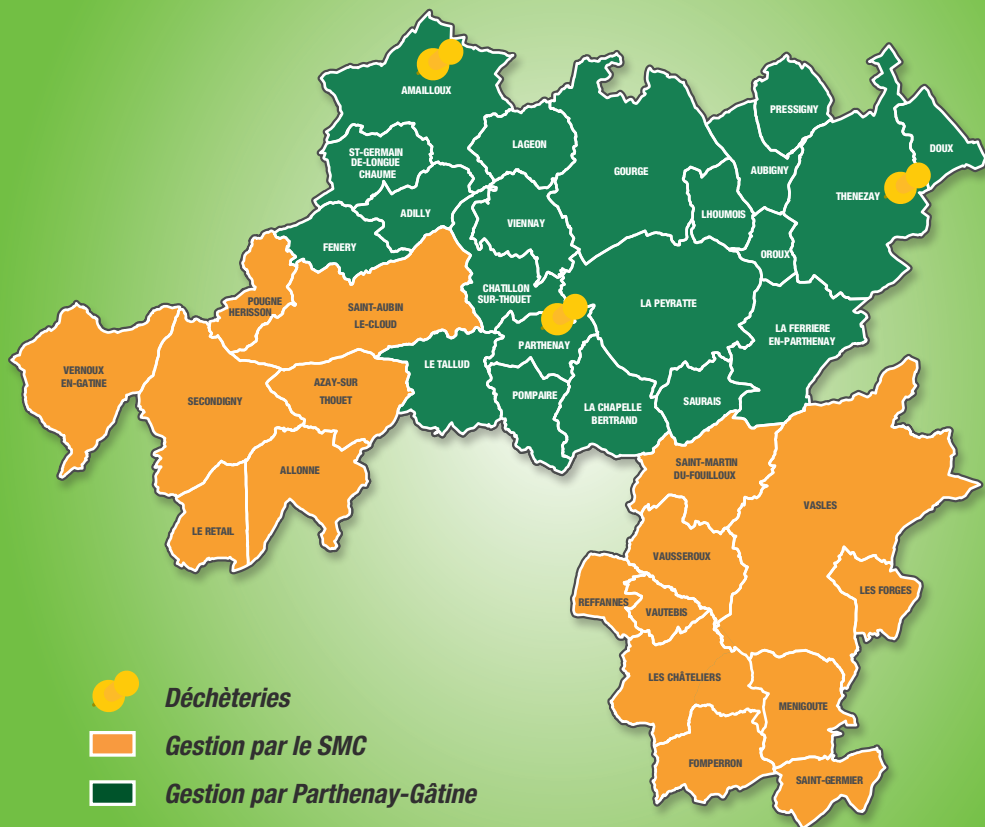 AMAILLOUX
PRESSIGNY
LAGEON
DOUX
ST-GERMAIN
DE-LONGUE
CHAUME
GOURGE
AUBIGNY
THENEZAY
ADILLY
VIENNAY
LHOUMOIS
FENERY
OROUX
CHATILLON
SUR-THOUET
LA PEYRATTE
POUGNE
HERISSON
SAINT-AUBIN
LE-CLOUD
LA FERRIERE
EN-PARTHENAY
PARTHENAY
LE TALLUD
VERNOUX
EN-GATINE
SECONDIGNY
AZAY-SUR
THOUET
POMPAIRE
LA CHAPELLE
BERTRAND
SAURAIS
ALLONNE
SAINT-MARTIN
DU-FOUILLOUX
VASLES
LE RETAIL
VAUSSEROUX
LES FORGES
REFFANNES
VAUTEBIS
LES CHÂTELIERS
MENIGOUTE
FOMPERRON
SAINT-GERMIER
Déchèteries
Gestion par le SMC
Gestion par Parthenay-Gâtine